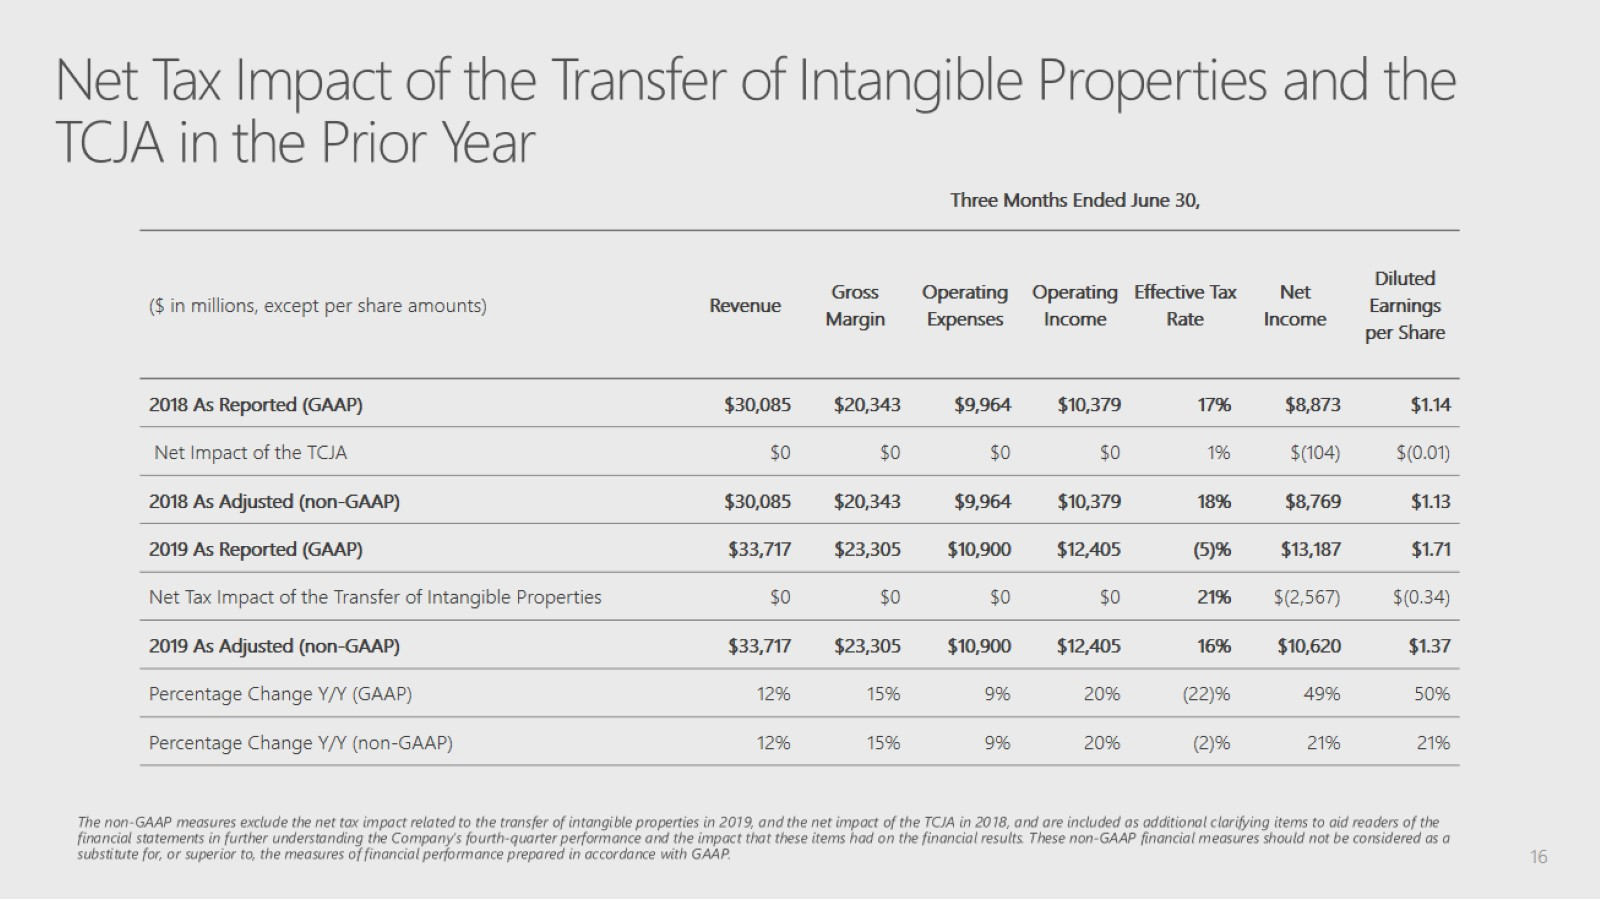 Net Tax Impact of the Transfer of Intangible Properties and the
TCJA in the Prior Year
Three Months Ended June 30,
($ in millions, except per share amounts) Revenue Gross Margin Operating Expenses Operating Income Effective Tax Rate Net Income Diluted Earnings per Share
2018 As Reported (GAAP) $30,085 $20,343 $9,964 $10,379 17% $8,873 $1.14
Net Impact of the TCJA $0 $0 $0 $0 1% $(104) $(0.01)
2018 As Adjusted (non-GAAP) $30,085 $20,343 $9,964 $10,379 18% $8,769 $1.13
2019 As Reported (GAAP) $33,717 $23,305 $10,900 $12,405 (5)% $13,187 $1.71
Net Tax Impact of the Transfer of Intangible Properties $0 $0 $0 $0 21% $(2,567) $(0.34)
2019 As Adjusted (non-GAAP) $33,717 $23,305 $10,900 $12,405 16% $10,620 $1.37
Percentage Change Y/Y (GAAP) 12% 15% 9% 20% (22)% 49% 50%
Percentage Change Y/Y (non-GAAP) 12% 15% 9% 20% (2)% 21% 21%
The non-GAAP measures exclude the net tax impact related to the transfer of intangible properties in 2019, and the net impact of the TCJA in 2018, and are included as additional clarifying items to aid readers of the
financial statements in further understanding the Company's fourth-quarter performance and the impact that these items had on the financial results. These non-GAAP financial measures should not be considered as a
substitute for, or superior to, the measures of financial performance prepared in accordance with GAAP.
16